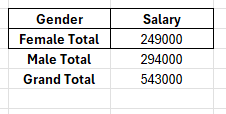 Gender Salary
Female Total 249000
Male Total 294000
Grand Total 543000